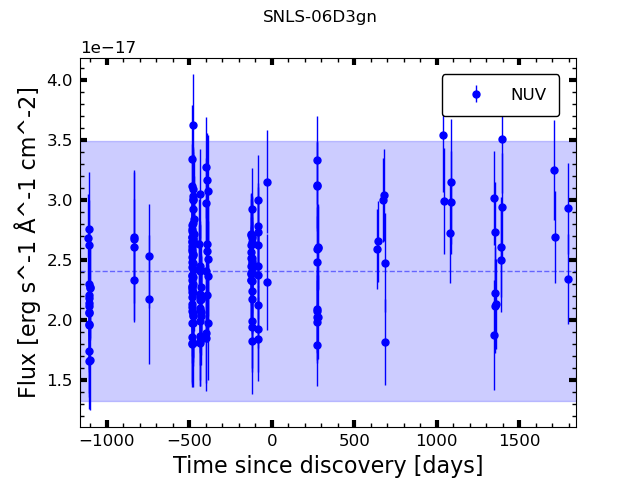 SNLS-06D3gn
1e−17
NUV
4.0
3.5
3.0
2.5
2.0
1.5
Flux [erg s^-1 Å^-1 cm^-2]
−1000 −500 0 500 1000 1500
Time since discovery [days]